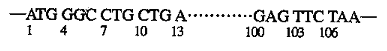 —ATG GGC CTG CTG A··········GAG TTC TAA—
1 4 7 10 13 100 103 106